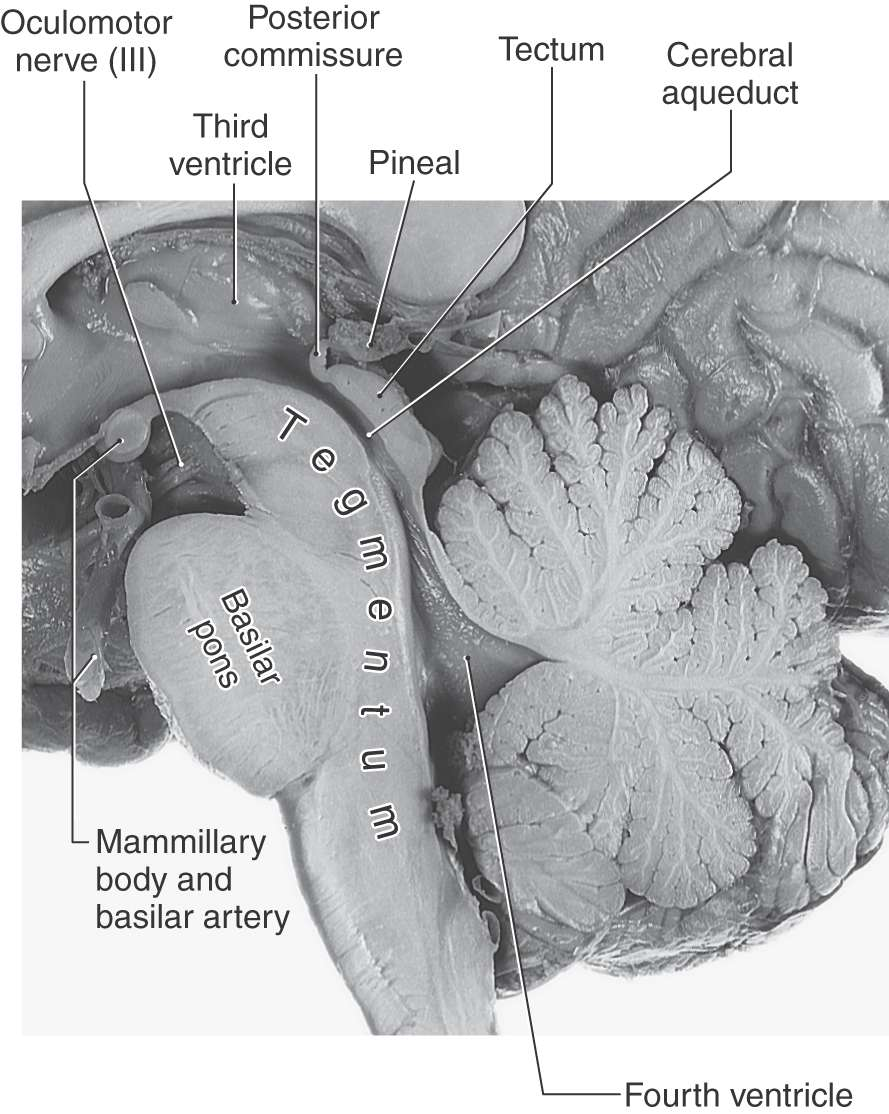 Oculomotor
nerve (III)
Posterior
commissure
Tectum
Cerebral
aqueduct
Third
ventricle
Pineal
Tegmentum
Basilar
pons
Mammillary
body and
basilar artery
Fourth ventricle